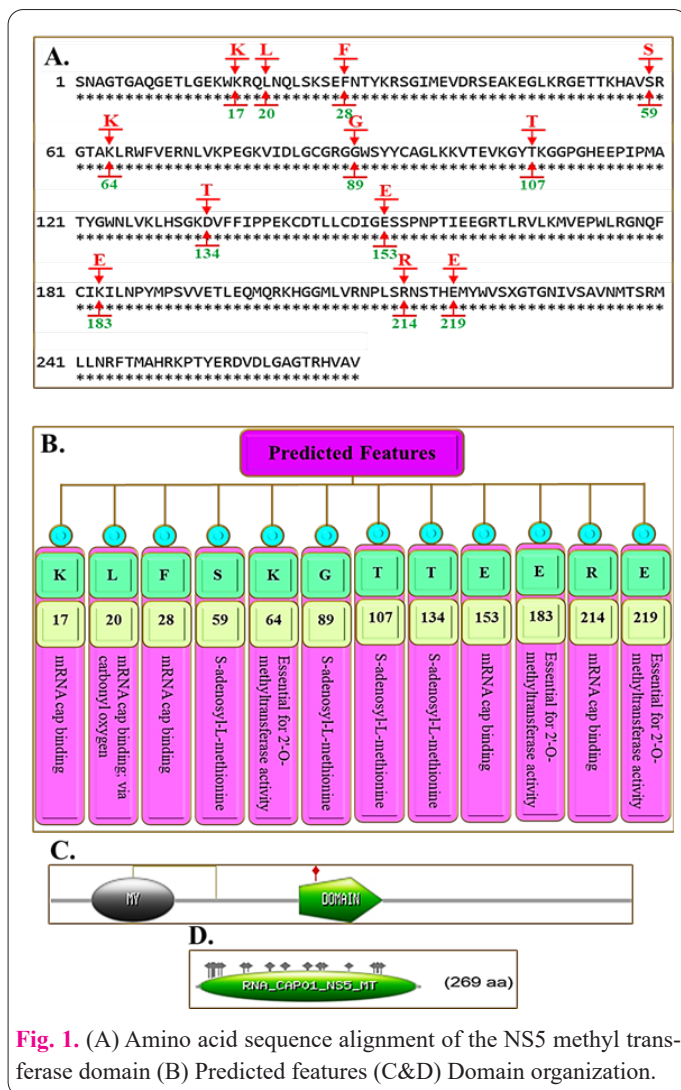 A.
K L F S
1 SNAGTGAQGETLGEKWKRQLNQLSKSEFNTYKRSGIMEVDRSEAKEGLKRGETTKHAVSR
************************************************************
17 20 28 59
K G T
61 GTAKLRWFVERNLVKPEGKVIDLGCGRGGWSYYCAGLKKVTEVKGYTKGGPGHEEPIPMA
************************************************************
64 89 107
T E
121 TYGWNLVKLHSGKDVFFIPPEKCDTLLCDIGESSPNPTIEEGRTLRVLKMVEPWLRGNQF
************************************************************
134 153
E R E
181 CIKILNPYMPSVVETLEQMQRKHGGMLVRNPLSRNSTHEMYWVSXGTGNIVSAVNMTSRM
************************************************************
183 214 219
241 LLNRFTMAHRKPTYERDVDLGAGTRHVAV
*****************************
B.
Predicted Features
K L F S K G T T E E R E
17 20 28 59 64 89 107 134 153 183 214 219
mRNA cap binding
mRNA cap binding; via
carbonyl oxygen
mRNA cap binding
S-adenosyl-L-methionine
Essential for 2'-O-
methyltransferase activity
S-adenosyl-L-methionine
S-adenosyl-L-methionine
S-adenosyl-L-methionine
mRNA cap binding
Essential for 2'-O-
methyltransferase activity
mRNA cap binding
Essential for 2'-O-
methyltransferase activity
C.
MY DOMAIN
D.
RNA_CAP01_NS5_MT (269 aa)
Fig. 1. (A) Amino acid sequence alignment of the NS5 methyl trans-
ferase domain (B) Predicted features (C&D) Domain organization.